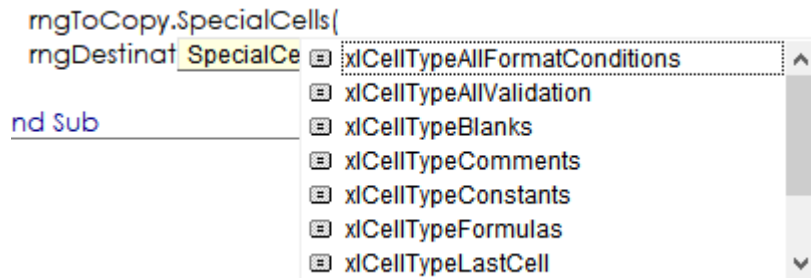 rngToCopy.SpecialCells(
rngDestinat SpecialCe
xlCellTypeAllFormatConditions
xlCellTypeAllValidation
xlCellTypeBlanks
nd Sub
xlCellTypeComments
xlCellTypeConstants
xlCellTypeFormulas
xlCellTypeLastCell